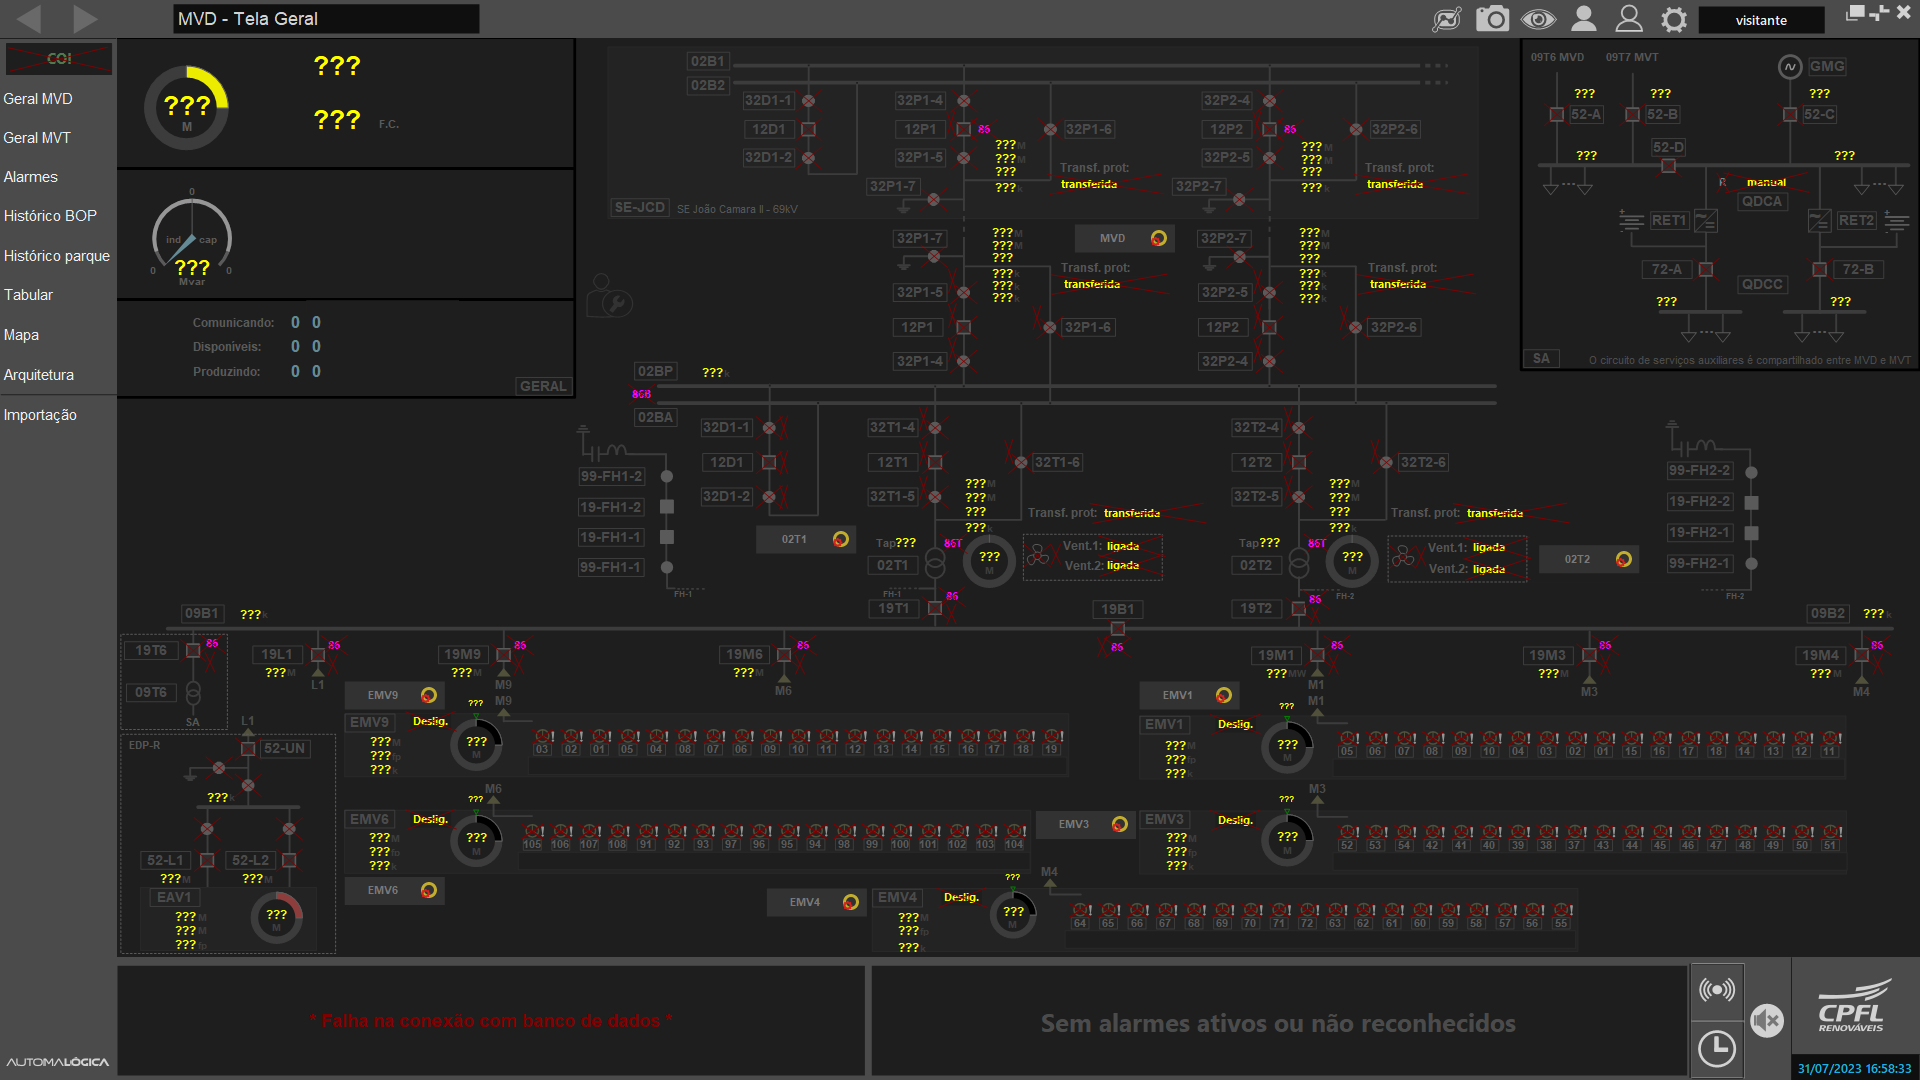 MVD - Tela Geral
visitante
COI
Geral MVD
Geral MVT
Alarmes
Histórico BOP
Histórico parque
Tabular
Mapa
Arquitetura
Importação
AUTOMALÓGICA
???
M
???
???
F.C.
0
ind
cap
0
???
0
Mvar
Comunicando: 0 0
Disponíveis: 0 0
Produzindo: 0 0
GERAL
02B1
02B2
32D1-1
12D1
32D1-2
32P1-4
12P1
86
32P1-5
32P1-6
???M
???M
???
???k
Transf. prot:
transferida
32P1-7
32P2-4
12P2
86
32P2-5
32P2-6
???M
???M
???
???k
Transf. prot:
transferida
32P2-7
SE-JCD
SE João Camara II - 69kV
MVD
32P1-7
32P1-5
12P1
32P1-4
32P1-6
???M
???M
???
???k
???k
???k
Transf. prot:
transferida
32P2-7
32P2-5
12P2
32P2-4
32P2-6
???M
???M
???
???k
???k
???k
Transf. prot:
transferida
09T6 MVD
09T7 MVT
GMG
???
???
???
52-A
52-B
52-C
52-D
???
???
R
manual
QDCA
RET1
RET2
72-A
72-B
QDCC
???
???
SA
O circuito de serviços auxiliares é compartilhado entre MVD e MVT
02BP
???k
86B
02BA
99-FH1-2
19-FH1-2
19-FH1-1
99-FH1-1
FH-1
32D1-1
12D1
32D1-2
02T1
32T1-4
12T1
32T1-5
32T1-6
???M
???M
???
???k
Transf. prot: transferida
Tap???
86T
02T1
???
M
Vent.1: ligada
Vent.2: ligada
FH-1
19T1
86
32T2-4
12T2
32T2-5
32T2-6
???M
???M
???
???k
Transf. prot: transferida
Tap???
86T
02T2
???
M
Vent.1: ligada
Vent.2: ligada
02T2
FH-2
19T2
86
99-FH2-2
19-FH2-2
19-FH2-1
99-FH2-1
FH-2
09B1
???k
19B1
86
09B2
???k
19T6
86
09T6
SA
19L1
86
???M
L1
19M9
86
???M
M9
19M6
86
???M
M6
19M1
86
???MW
M1
19M3
86
???M
M3
19M4
86
???M
M4
EDP-R
L1
52-UN
???k
52-L1
52-L2
???M
???M
EAV1
???M
???M
???fp
???
M
EMV9
M9
EMV9
Deslig.
???
???M
???fp
???k
???
M
03 02 01 05 04 08 07 06 09 10 11 12 13 14 15 16 17 18 19
EMV1
M1
EMV1
Deslig.
???
???M
???fp
???k
???
M
05 06 07 08 09 10 04 03 02 01 15 16 17 18 14 13 12 11
M6
EMV6
Deslig.
???
???M
???fp
???k
???
M
105 106 107 108 91 92 93 97 96 95 94 98 99 100 101 102 103 104
EMV6
EMV3
M3
EMV3
Deslig.
???
???M
???fp
???k
???
M
52 53 54 42 41 40 39 38 37 43 44 45 46 47 48 49 50 51
EMV4
M4
EMV4
Deslig.
???
???M
???fp
???k
???
M
64 65 66 67 68 69 70 71 72 63 62 61 60 59 58 57 56 55
* Falha na conexão com banco de dados *
Sem alarmes ativos ou não reconhecidos
CPFL
RENOVÁVEIS
31/07/2023 16:58:33